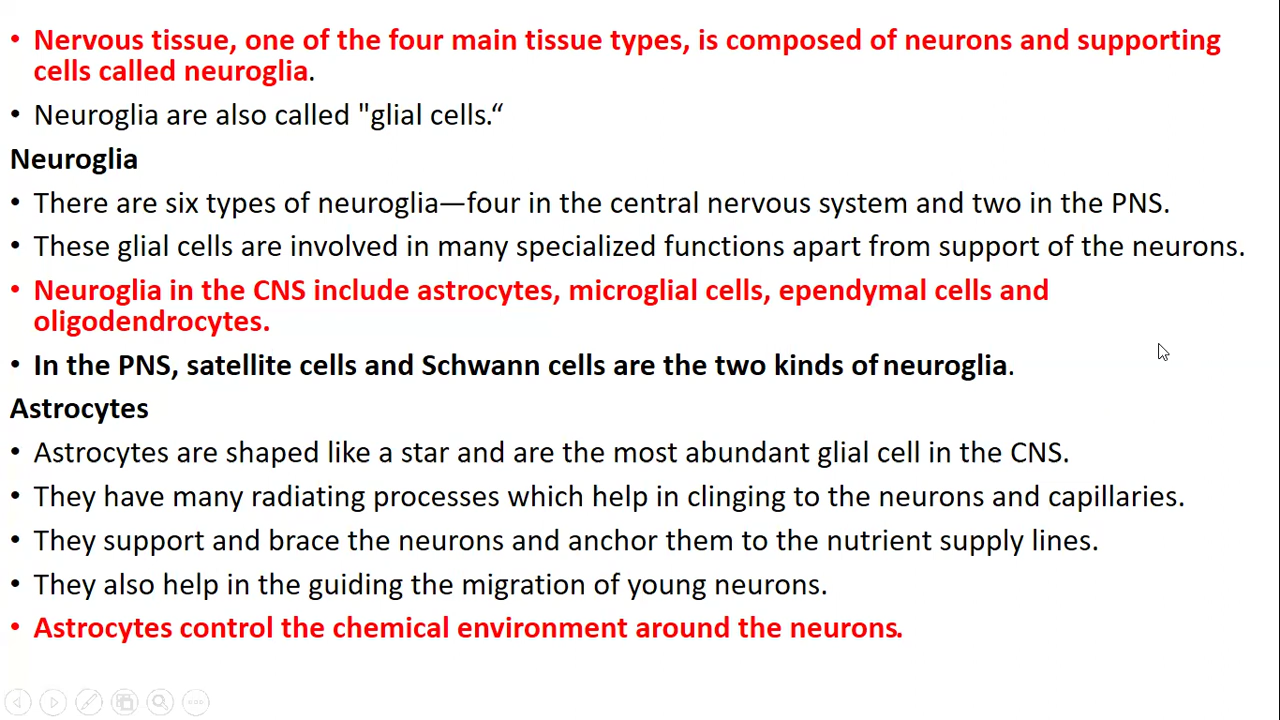 • Nervous tissue, one of the four main tissue types, is composed of neurons and supporting
cells called neuroglia.
• Neuroglia are also called "glial cells.“
Neuroglia
• There are six types of neuroglia—four in the central nervous system and two in the PNS.
• These glial cells are involved in many specialized functions apart from support of the neurons.
• Neuroglia in the CNS include astrocytes, microglial cells, ependymal cells and
oligodendrocytes.
• In the PNS, satellite cells and Schwann cells are the two kinds of neuroglia.
Astrocytes
• Astrocytes are shaped like a star and are the most abundant glial cell in the CNS.
• They have many radiating processes which help in clinging to the neurons and capillaries.
• They support and brace the neurons and anchor them to the nutrient supply lines.
• They also help in the guiding the migration of young neurons.
• Astrocytes control the chemical environment around the neurons.